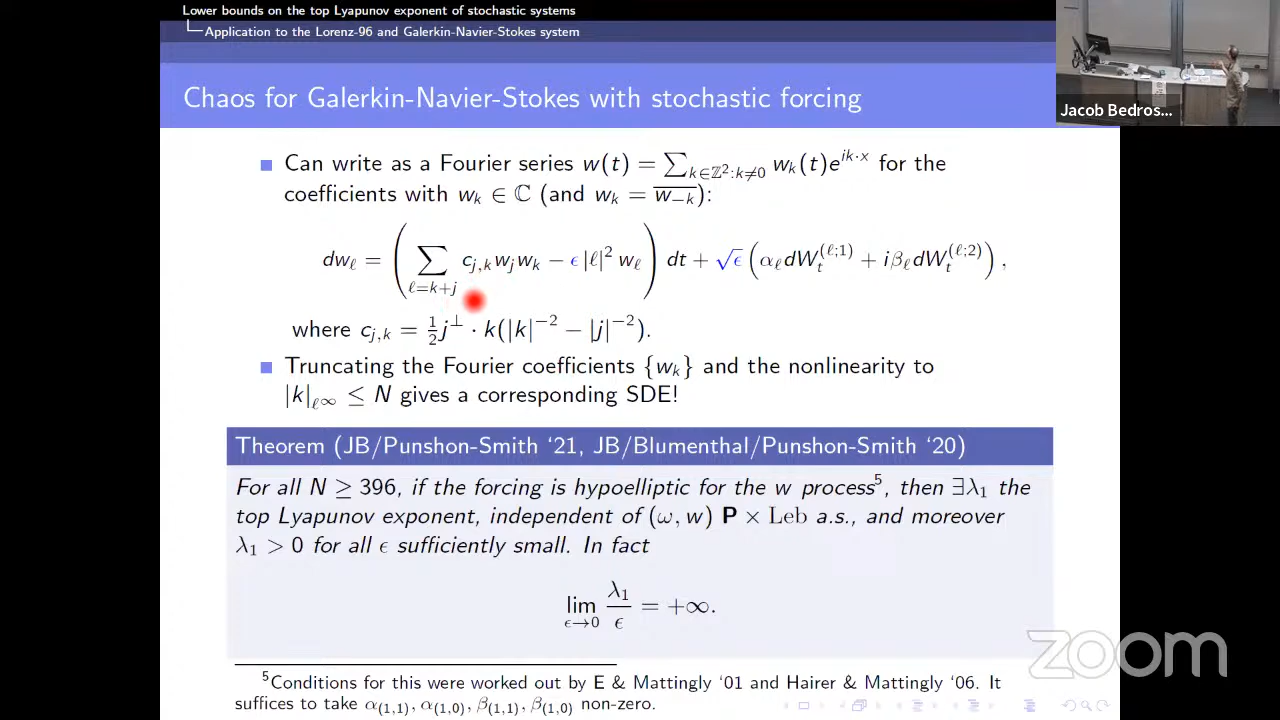 Lower bounds on the top Lyapunov exponent of stochastic systems
Application to the Lorenz-96 and Galerkin-Navier-Stokes system
Chaos for Galerkin-Navier-Stokes with stochastic forcing
Jacob Bedros...
Can write as a Fourier series w(t) = ∑_{k∈ℤ²:k≠0} w_k(t)e^{ik·x} for the
coefficients with w_k ∈ ℂ (and w_k = \overline{w_{-k}}):
dw_ℓ = ( ∑_{ℓ=k+j} c_{j,k}w_jw_k − ϵ |ℓ|² w_ℓ ) dt + √ϵ ( α_ℓdW_t^{(ℓ;1)} + iβ_ℓdW_t^{(ℓ;2)} ) ,
where c_{j,k} = ½j^⊥ · k(|k|^{−2} − |j|^{−2}).
Truncating the Fourier coefficients {w_k} and the nonlinearity to
|k|_{ℓ∞} ≤ N gives a corresponding SDE!
Theorem (JB/Punshon-Smith ‘21, JB/Blumenthal/Punshon-Smith ‘20)
For all N ≥ 396, if the forcing is hypoelliptic for the w process⁵, then ∃λ₁ the
top Lyapunov exponent, independent of (ω, w) P × Leb a.s., and moreover
λ₁ > 0 for all ϵ sufficiently small. In fact
lim_{ϵ→0} λ₁/ϵ = +∞.
⁵Conditions for this were worked out by E & Mattingly ‘01 and Hairer & Mattingly ‘06. It
suffices to take α_{(1,1)}, α_{(1,0)}, β_{(1,1)}, β_{(1,0)} non-zero.
zoom